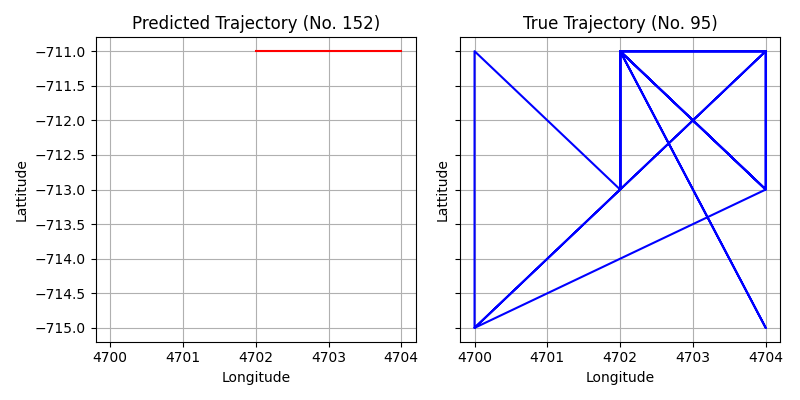 Predicted Trajectory (No. 152)
−711.0
−711.5
−712.0
−712.5
−713.0
−713.5
−714.0
−714.5
−715.0
Lattitude
4700 4701 4702 4703 4704
Longitude
True Trajectory (No. 95)
Lattitude
4700 4701 4702 4703 4704
Longitude